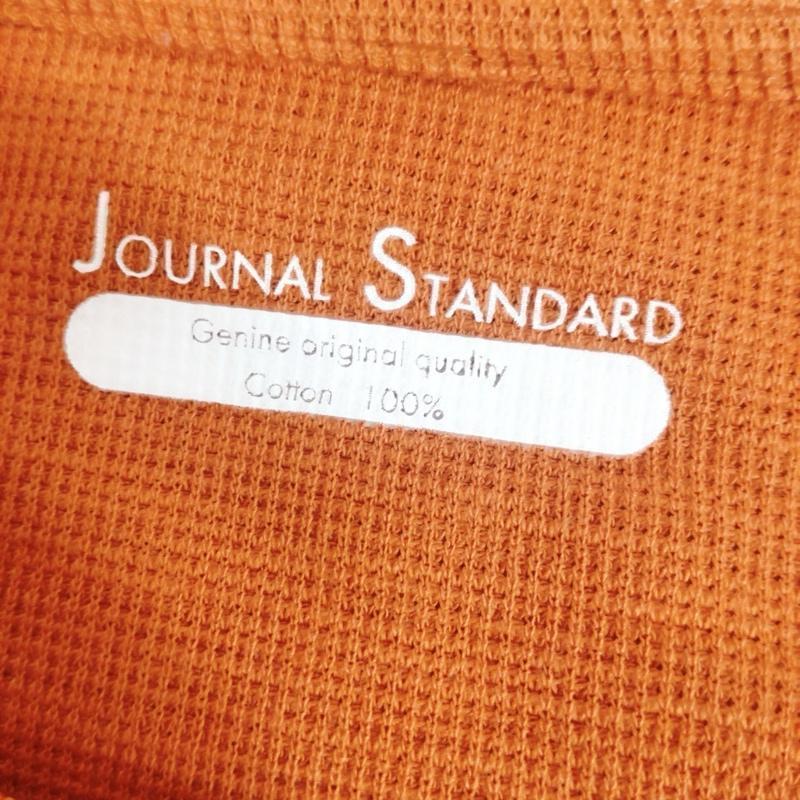 JOURNAL STANDARD
Genine original quality
Cotton 100%